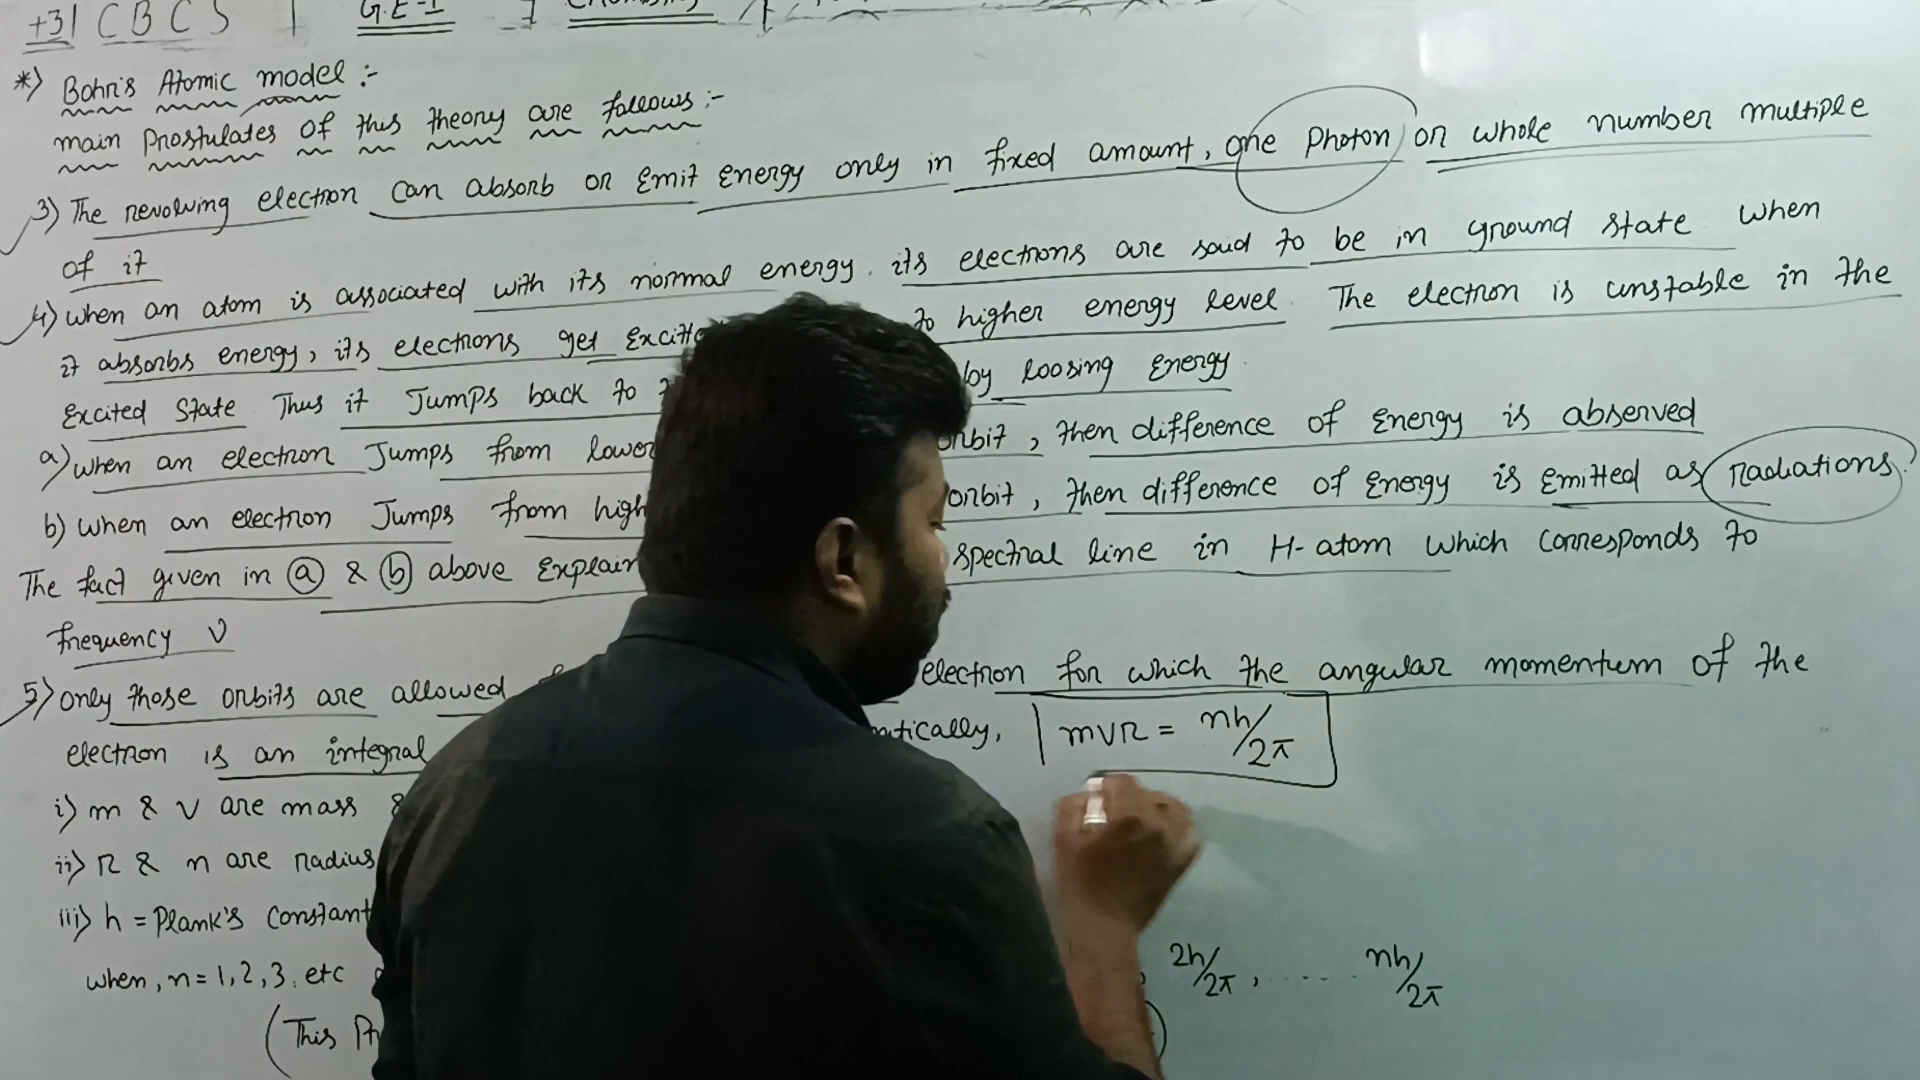 +3 | CBCS | G.E-I
*) Bohr's Atomic model :-
main Prostulates of this theory are follows :-
3) The revolving electron can absorb or Emit Energy only in fixed amount, one Photon or whole number multiple
of it
4) when an atom is associated with its normal energy. its electrons are said to be in ground state when
it absorbs energy, its electrons get to higher energy level. The electron is unstable in the
Excited State Thus it Jumps back to by loosing Energy.
a) when an electron Jumps from lower orbit, then difference of Energy is observed
b) when an electron Jumps from orbit, then difference of Energy is Emitted as radiations.
The fact given in (a) & (b) above spectral line in H-atom which corresponds to
frequency ν
5) only those orbits are allowed electron for which the angular momentum of the
electron is an integral mvr = nh/2π
i) m & v are mass &
ii) r & n are radius
iii) h = Plank's constant
when, n = 1, 2, 3. etc 2h/2π, ..... nh/2π
(This